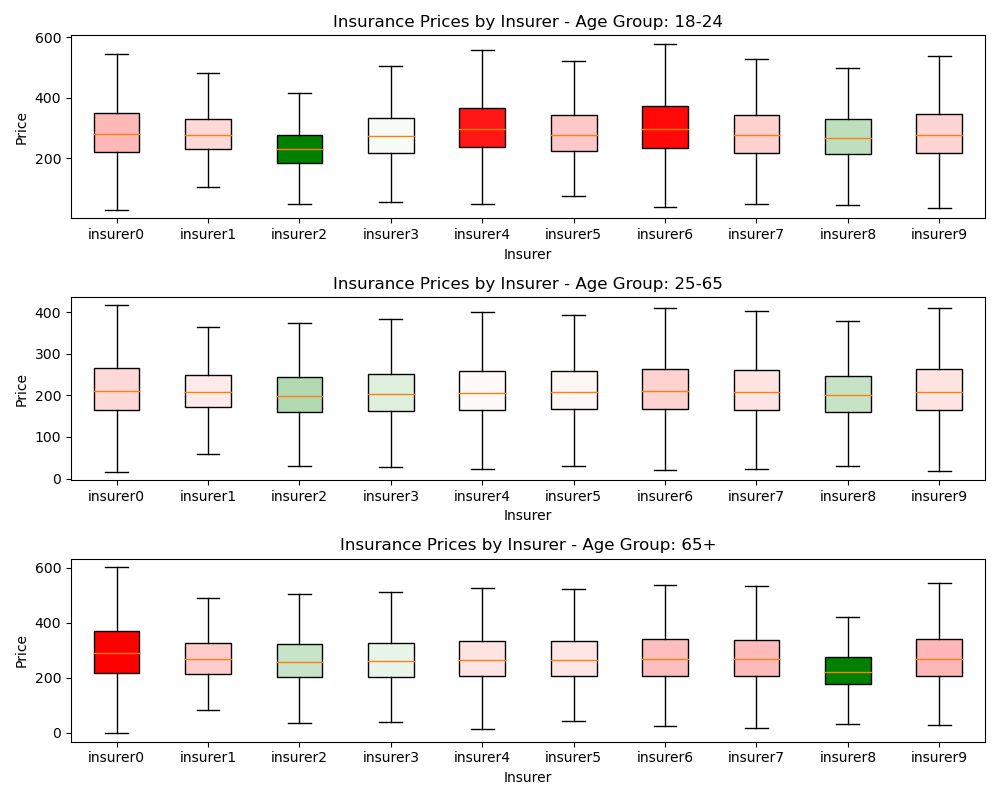 Insurance Prices by Insurer - Age Group: 18-24
600
400
200
Price
insurer0 insurer1 insurer2 insurer3 insurer4 insurer5 insurer6 insurer7 insurer8 insurer9
Insurer
Insurance Prices by Insurer - Age Group: 25-65
400
300
200
100
0
Price
insurer0 insurer1 insurer2 insurer3 insurer4 insurer5 insurer6 insurer7 insurer8 insurer9
Insurer
Insurance Prices by Insurer - Age Group: 65+
600
400
200
0
Price
insurer0 insurer1 insurer2 insurer3 insurer4 insurer5 insurer6 insurer7 insurer8 insurer9
Insurer